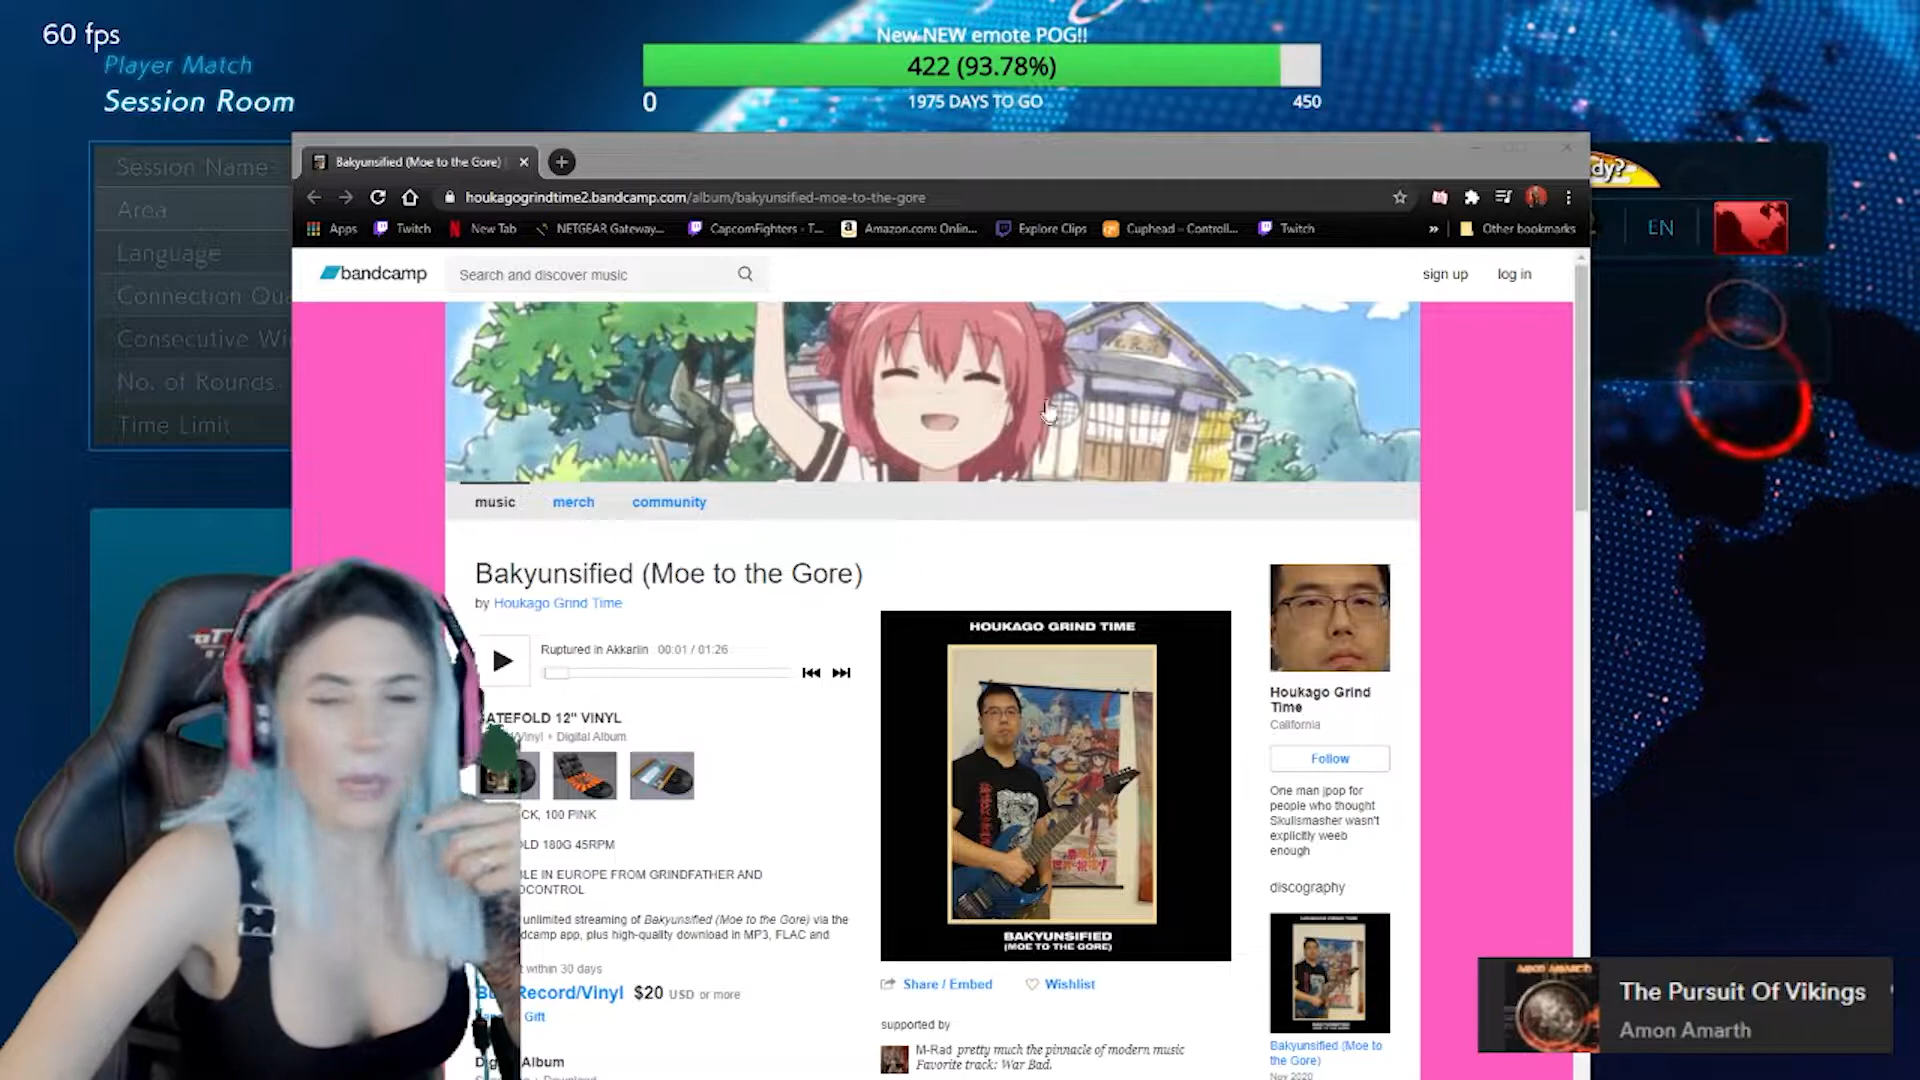 60 fps
Player Match
Session Room
New NEW emote POG!!
422 (93.78%)
0
1975 DAYS TO GO
450
Session Name
Area
Language
Connection Qua
Consecutive Wi
No. of Rounds
Time Limit
dy?
EN
Bakyunsified (Moe to the Gore)
houkagogrindtime2.bandcamp.com/album/bakyunsified-moe-to-the-gore
Apps
Twitch
New Tab
NETGEAR Gateway...
CapcomFighters - T...
Amazon.com: Onlin...
Explore Clips
Cuphead – Controll...
Twitch
»
Other bookmarks
bandcamp
Search and discover music
sign up
log in
music
merch
community
Bakyunsified (Moe to the Gore)
by Houkago Grind Time
Ruptured in Akkariin 00:01 / 01:26
ATEFOLD 12" VINYL
/Vinyl + Digital Album
CK, 100 PINK
LD 180G 45RPM
BLE IN EUROPE FROM GRINDFATHER AND
OCONTROL
unlimited streaming of Bakyunsified (Moe to the Gore) via the
dcamp app, plus high-quality download in MP3, FLAC and
t within 30 days
Record/Vinyl $20 USD or more
Gift
Album
HOUKAGO GRIND TIME
BAKYUNSIFIED
(MOE TO THE GORE)
Share / Embed
Wishlist
supported by
M-Rad pretty much the pinnacle of modern music
Favorite track: War Bad.
Houkago Grind
Time
California
Follow
One man jpop for
people who thought
Skullsmasher wasn't
explicitly weeb
enough
discography
Bakyunsified (Moe to
the Gore)
Nov 2020
AMON AMARTH
The Pursuit Of Vikings
Amon Amarth